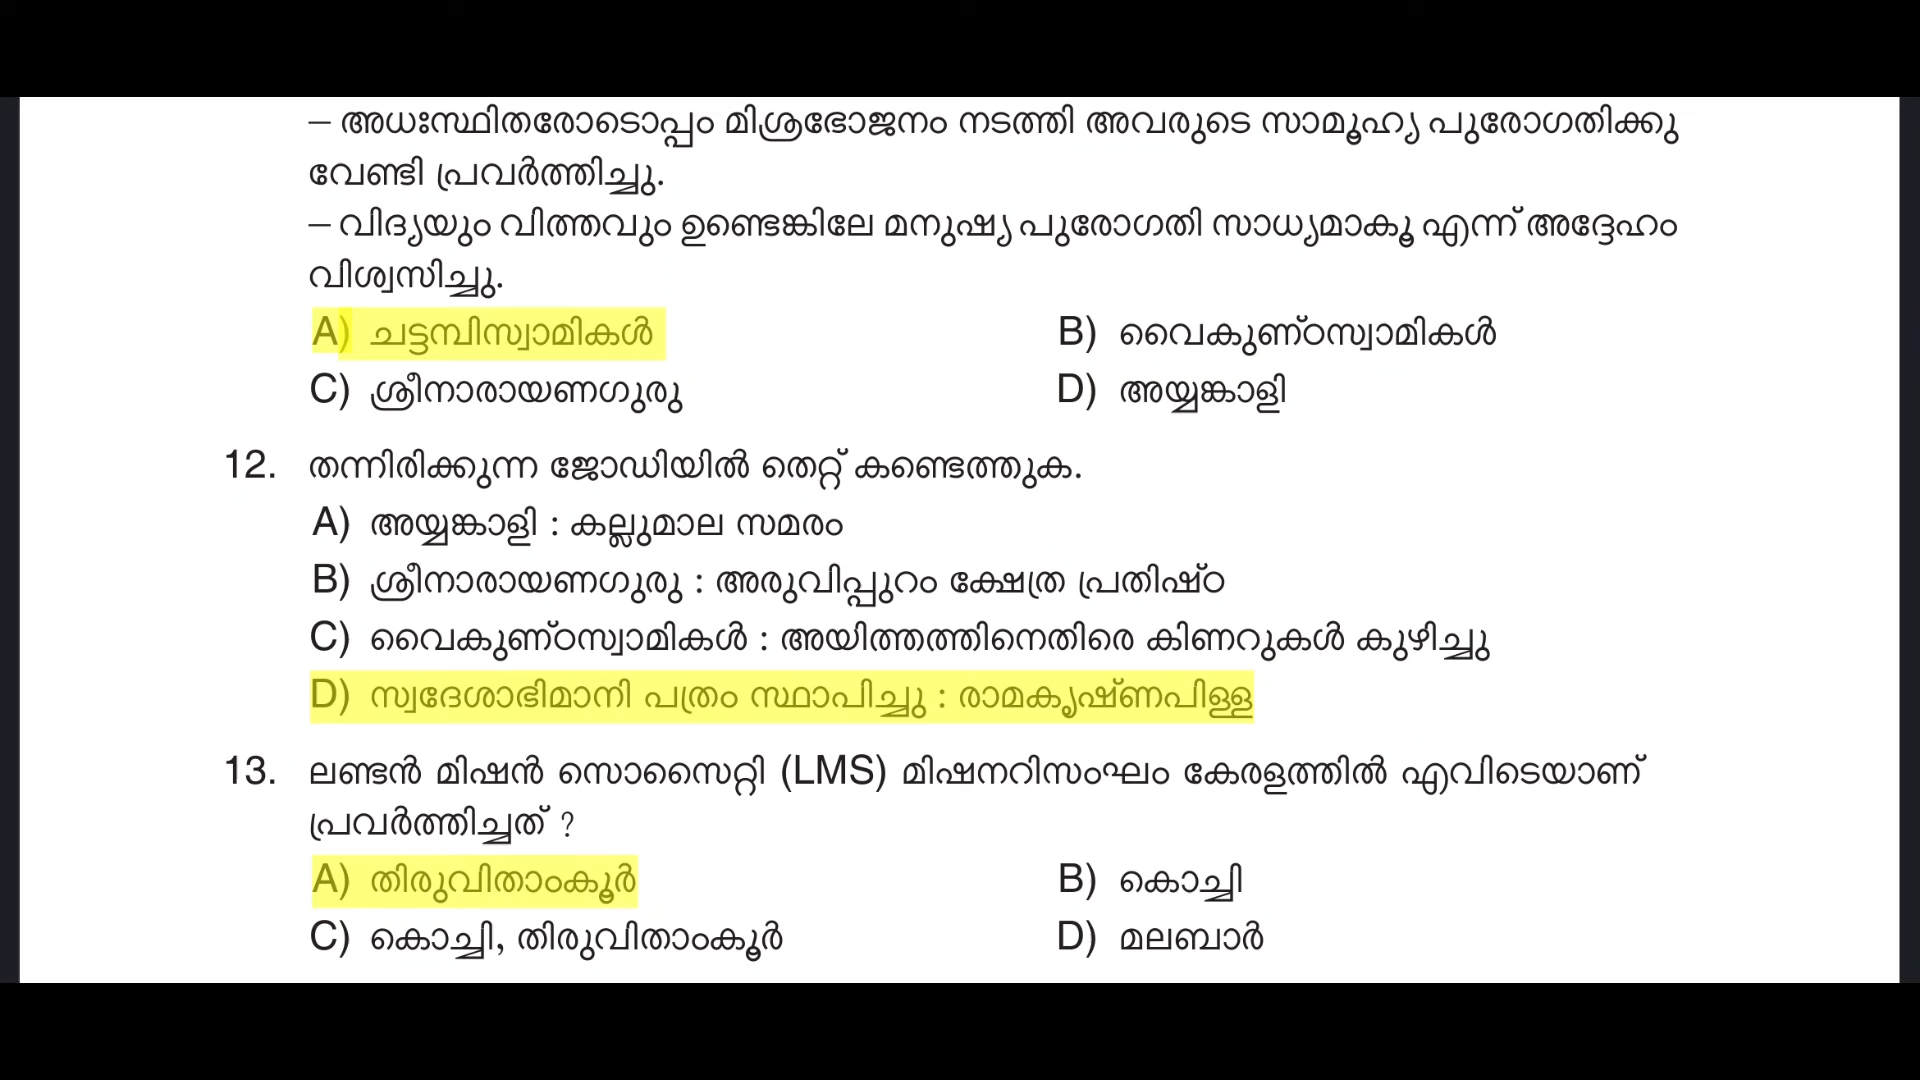 – അധഃസ്ഥിതരോടൊപ്പം മിശ്രഭോജനം നടത്തി അവരുടെ സാമൂഹ്യ പുരോഗതിക്കു
വേണ്ടി പ്രവർത്തിച്ചു.
– വിദ്യയും വിത്തവും ഉണ്ടെങ്കിലേ മനുഷ്യ പുരോഗതി സാധ്യമാകൂ എന്ന് അദ്ദേഹം
വിശ്വസിച്ചു.
A) ചട്ടമ്പിസ്വാമികൾ B) വൈകുണ്ഠസ്വാമികൾ
C) ശ്രീനാരായണഗുരു D) അയ്യങ്കാളി
12. തന്നിരിക്കുന്ന ജോഡിയിൽ തെറ്റ് കണ്ടെത്തുക.
A) അയ്യങ്കാളി : കല്ലുമാല സമരം
B) ശ്രീനാരായണഗുരു : അരുവിപ്പുറം ക്ഷേത്ര പ്രതിഷ്ഠ
C) വൈകുണ്ഠസ്വാമികൾ : അയിത്തത്തിനെതിരെ കിണറുകൾ കുഴിച്ചു
D) സ്വദേശാഭിമാനി പത്രം സ്ഥാപിച്ചു : രാമകൃഷ്ണപിള്ള
13. ലണ്ടൻ മിഷൻ സൊസൈറ്റി (LMS) മിഷനറിസംഘം കേരളത്തിൽ എവിടെയാണ്
പ്രവർത്തിച്ചത് ?
A) തിരുവിതാംകൂർ B) കൊച്ചി
C) കൊച്ചി, തിരുവിതാംകൂർ D) മലബാർ